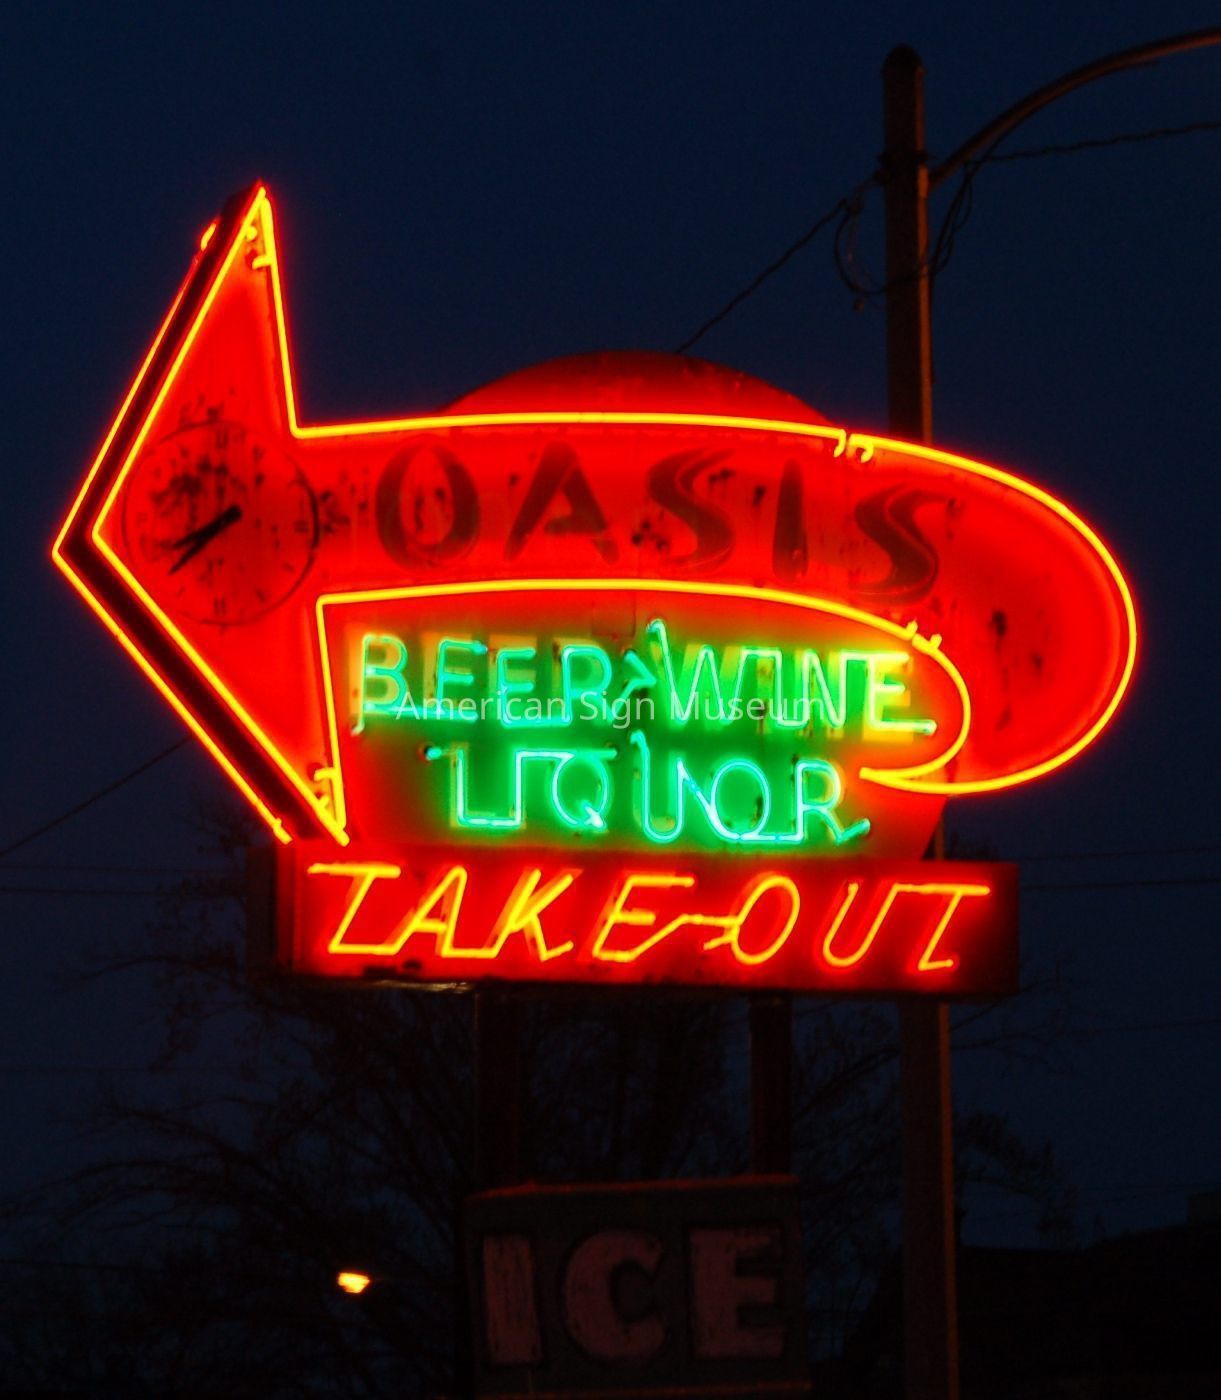 OASIS
BEER-WINE
LIQUOR
American Sign Museum
TAKE-OUT
ICE